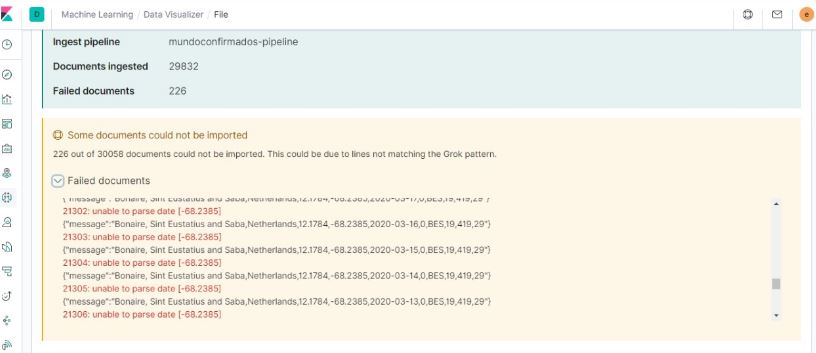 D Machine Learning / Data Visualizer / File e
Ingest pipeline mundoconfirmados-pipeline
Documents ingested 29832
Failed documents 226
Some documents could not be imported
226 out of 30058 documents could not be imported. This could be due to lines not matching the Grok pattern.
Failed documents
{"message":"Bonaire, Sint Eustatius and Saba,Netherlands,12.1784,-68.2385,2020-03-17,0,BES,19,419,29"}
21302: unable to parse date [-68.2385]
{"message":"Bonaire, Sint Eustatius and Saba,Netherlands,12.1784,-68.2385,2020-03-16,0,BES,19,419,29"}
21303: unable to parse date [-68.2385]
{"message":"Bonaire, Sint Eustatius and Saba,Netherlands,12.1784,-68.2385,2020-03-15,0,BES,19,419,29"}
21304: unable to parse date [-68.2385]
{"message":"Bonaire, Sint Eustatius and Saba,Netherlands,12.1784,-68.2385,2020-03-14,0,BES,19,419,29"}
21305: unable to parse date [-68.2385]
{"message":"Bonaire, Sint Eustatius and Saba,Netherlands,12.1784,-68.2385,2020-03-13,0,BES,19,419,29"}
21306: unable to parse date [-68.2385]